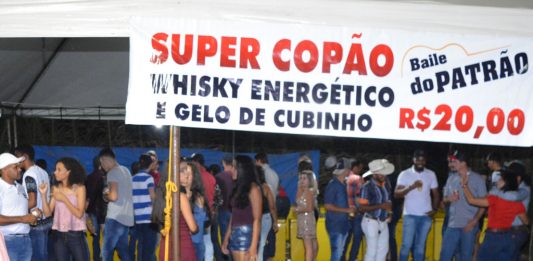 SUPER COPÃO
WHISKY ENERGÉTICO
E GELO DE CUBINHO
Baile
do PATRÃO
R$20,00